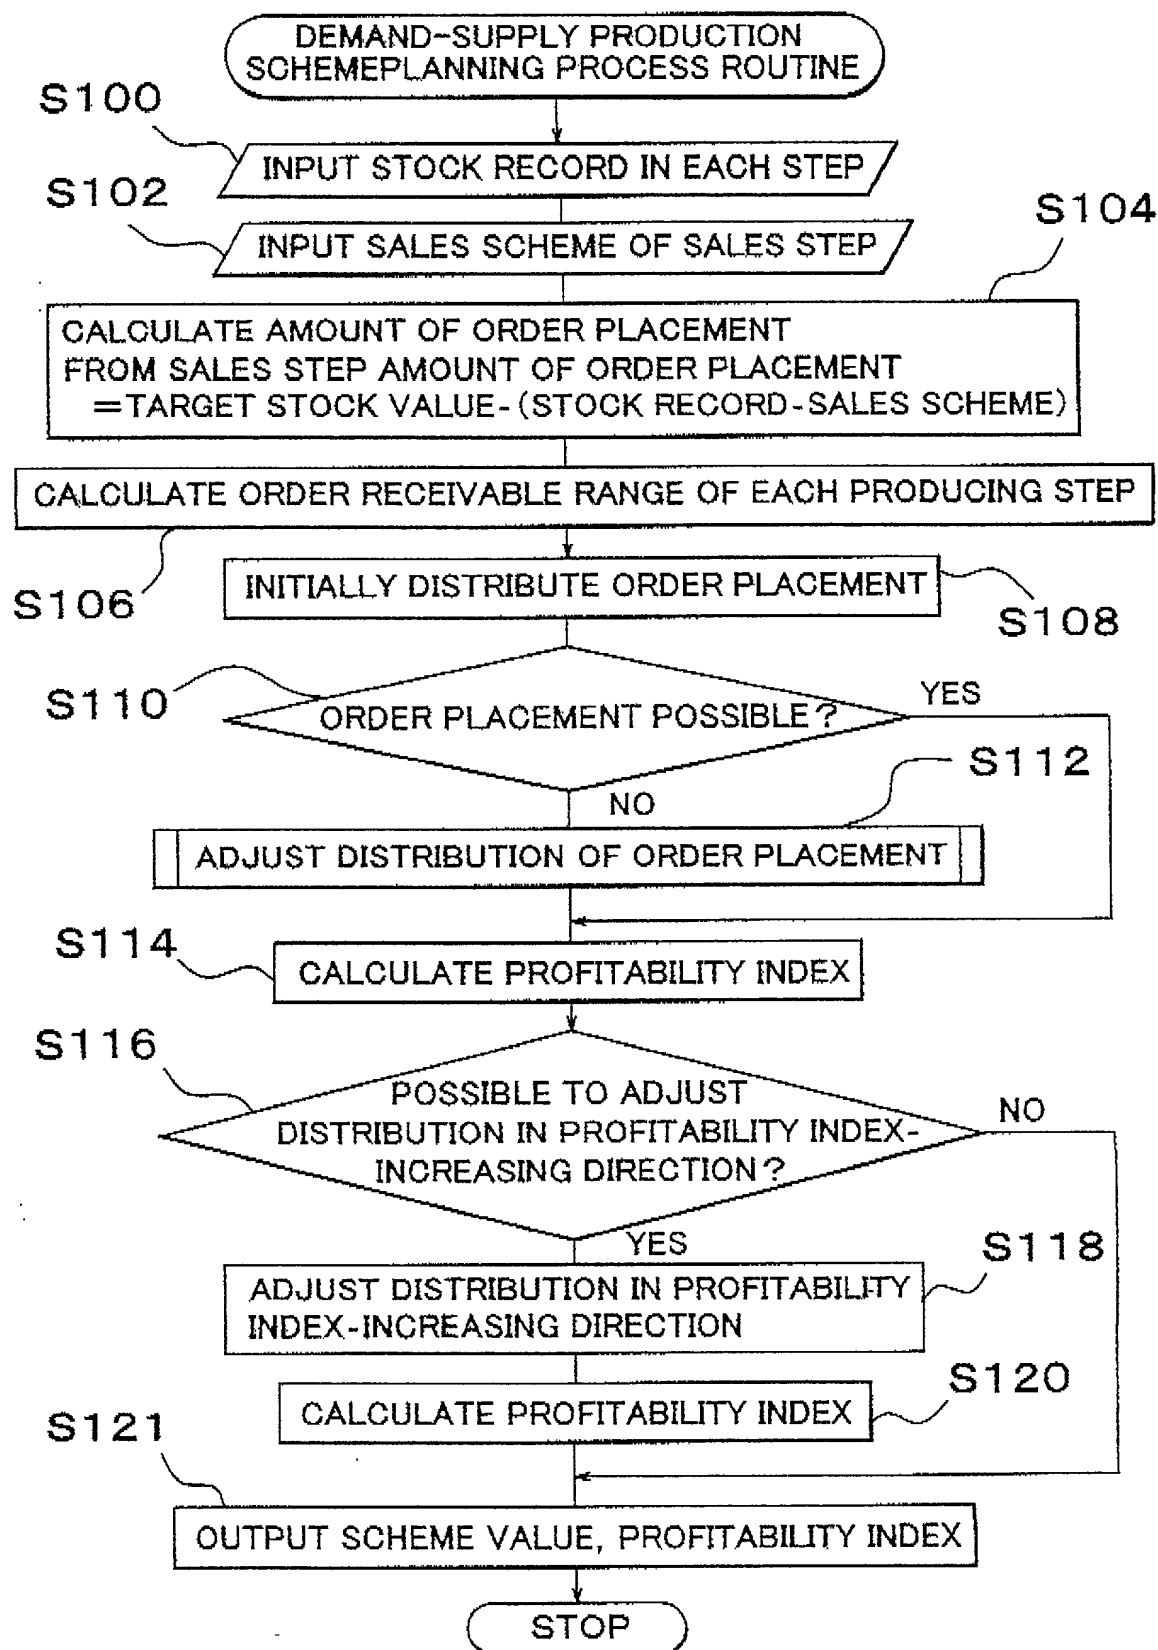 DEMAND-SUPPLY PRODUCTION
SCHEMEPLANNING PROCESS ROUTINE
S100
INPUT STOCK RECORD IN EACH STEP
S102
INPUT SALES SCHEME OF SALES STEP
S104
CALCULATE AMOUNT OF ORDER PLACEMENT
FROM SALES STEP AMOUNT OF ORDER PLACEMENT
=TARGET STOCK VALUE-(STOCK RECORD-SALES SCHEME)
CALCULATE ORDER RECEIVABLE RANGE OF EACH PRODUCING STEP
S106
INITIALLY DISTRIBUTE ORDER PLACEMENT
S108
S110
ORDER PLACEMENT POSSIBLE?
YES
S112
NO
ADJUST DISTRIBUTION OF ORDER PLACEMENT
S114
CALCULATE PROFITABILITY INDEX
S116
POSSIBLE TO ADJUST
DISTRIBUTION IN PROFITABILITY INDEX-
INCREASING DIRECTION?
NO
YES
S118
ADJUST DISTRIBUTION IN PROFITABILITY
INDEX-INCREASING DIRECTION
S120
CALCULATE PROFITABILITY INDEX
S121
OUTPUT SCHEME VALUE, PROFITABILITY INDEX
STOP